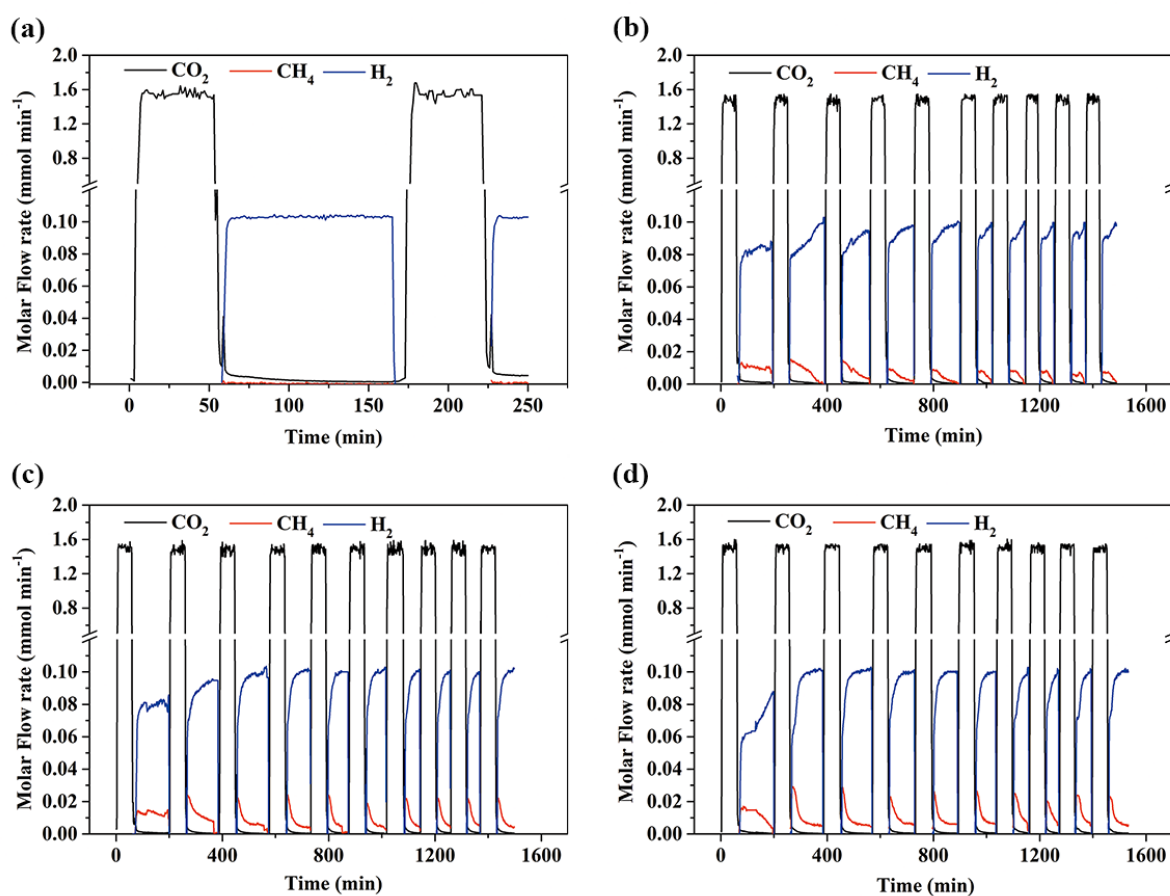 (a)
2.0
CO2 CH4 H2
1.6
1.2
0.8
0.10
0.08
0.06
0.04
0.02
0.00
Molar Flow rate (mmol min-1)
0 50 100 150 200 250
Time (min)
(b)
2.0
CO2 CH4 H2
1.6
1.2
0.8
0.10
0.08
0.06
0.04
0.02
0.00
Molar Flow rate (mmol min-1)
0 400 800 1200 1600
Time (min)
(c)
2.0
CO2 CH4 H2
1.6
1.2
0.8
0.10
0.08
0.06
0.04
0.02
0.00
Molar Flow rate (mmol min-1)
0 400 800 1200 1600
Time (min)
(d)
2.0
CO2 CH4 H2
1.6
1.2
0.8
0.10
0.08
0.06
0.04
0.02
0.00
Molar Flow rate (mmol min-1)
0 400 800 1200 1600
Time (min)